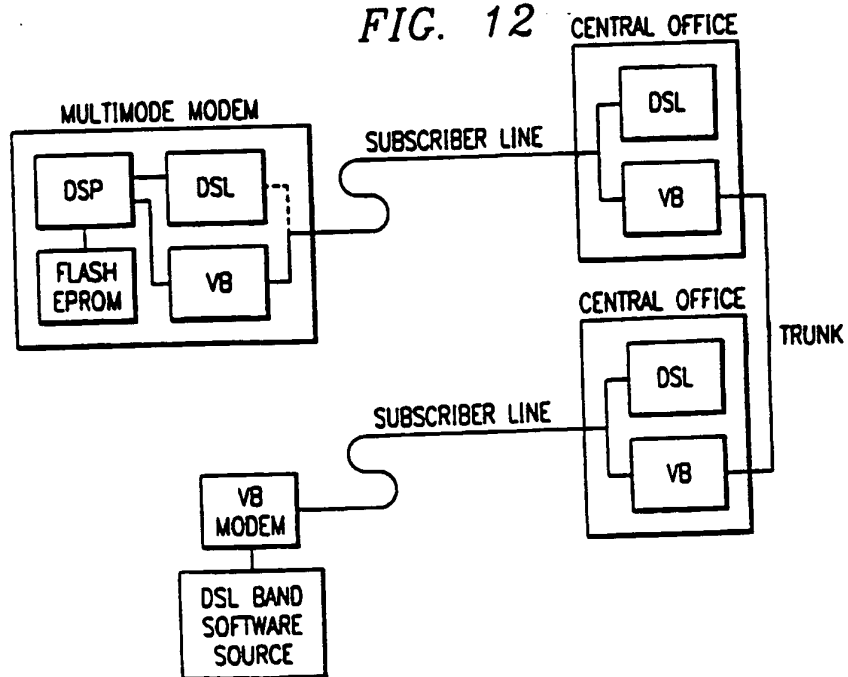 FIG. 12
CENTRAL OFFICE
DSL
VB
MULTIMODE MODEM
DSP
DSL
FLASH
EPROM
VB
SUBSCRIBER LINE
CENTRAL OFFICE
DSL
VB
TRUNK
SUBSCRIBER LINE
VB
MODEM
DSL BAND
SOFTWARE
SOURCE